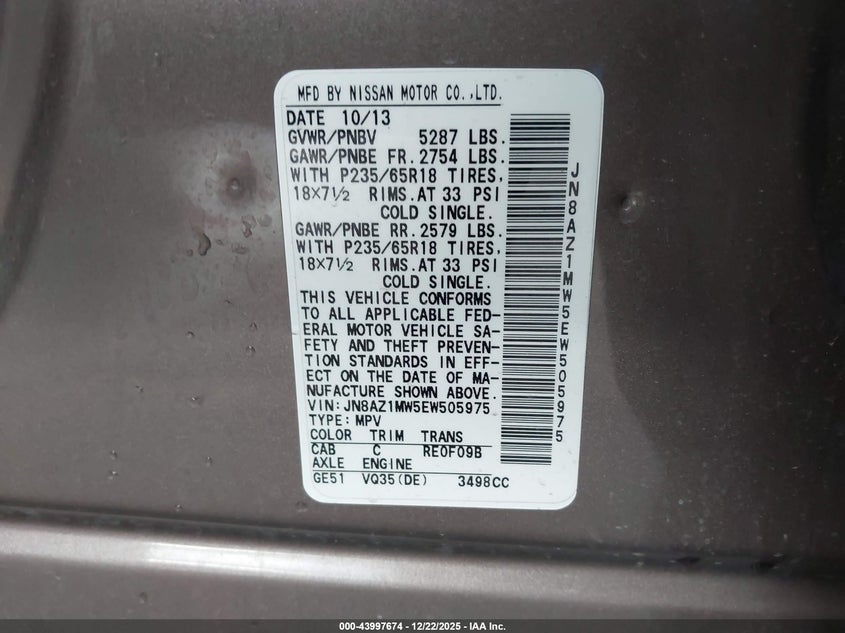 MFD BY NISSAN MOTOR CO.,LTD.
DATE 10/13
GVWR/PNBV 5287 LBS.
GAWR/PNBE FR. 2754 LBS.
WITH P235/65R18 TIRES,
18×7½ RIMS. AT 33 PSI
COLD SINGLE.
GAWR/PNBE RR. 2579 LBS.
WITH P235/65R18 TIRES,
18×7½ RIMS. AT 33 PSI
COLD SINGLE.
THIS VEHICLE CONFORMS
TO ALL APPLICABLE FED-
ERAL MOTOR VEHICLE SA-
FETY AND THEFT PREVEN-
TION STANDARDS IN EFF-
ECT ON THE DATE OF MA-
NUFACTURE SHOWN ABOVE.
VIN: JN8AZ1MW5EW505975
TYPE: MPV
COLOR TRIM TRANS
CAB C RE0F09B
AXLE ENGINE
GE51 VQ35(DE) 3498CC
JN8AZ1MW5EW505975
000-43997674 | 12/22/2025 - IAA Inc.